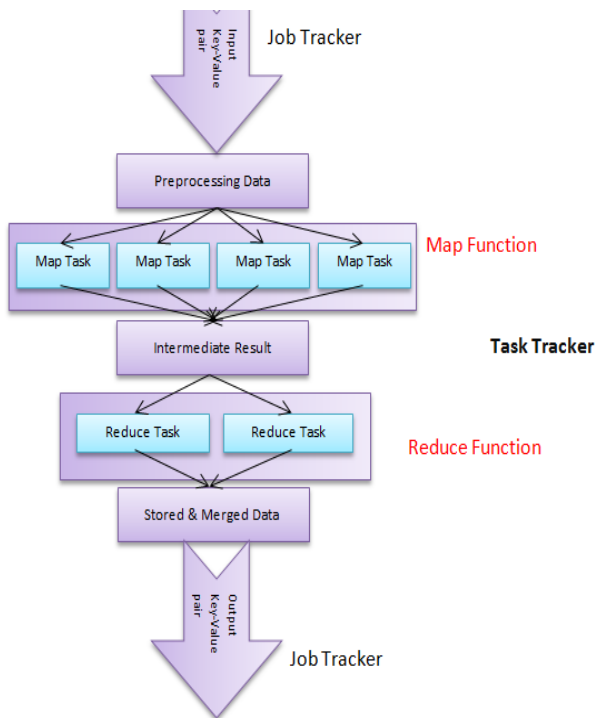 Input
Key-Value
pair
Job Tracker
Preprocessing Data
Map Function
Map Task
Map Task
Map Task
Map Task
Intermediate Result
Task Tracker
Reduce Task
Reduce Task
Reduce Function
Stored & Merged Data
Output
Key-Value
pair
Job Tracker